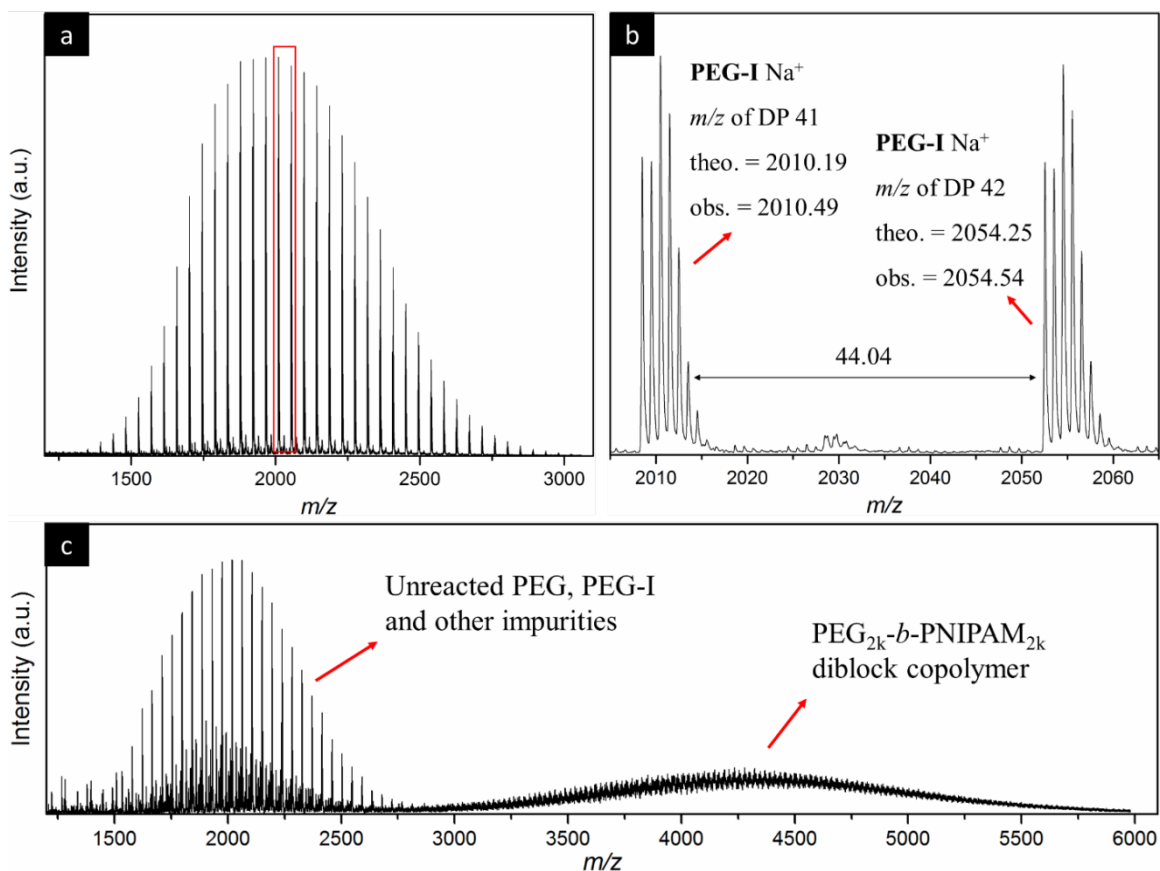 a
Intensity (a.u.)
1500 2000 2500 3000
m/z
b
PEG-I Na⁺
m/z of DP 41
theo. = 2010.19
obs. = 2010.49
PEG-I Na⁺
m/z of DP 42
theo. = 2054.25
obs. = 2054.54
44.04
2010 2020 2030 2040 2050 2060
m/z
c
Intensity (a.u.)
Unreacted PEG, PEG-I
and other impurities
PEG₂ₖ-b-PNIPAM₂ₖ
diblock copolymer
1500 2000 2500 3000 3500 4000 4500 5000 5500 6000
m/z